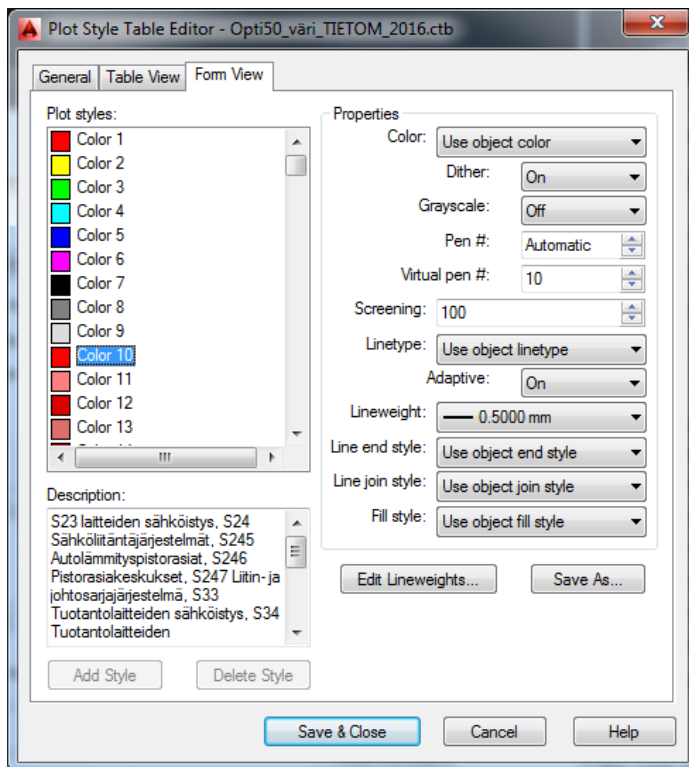 Plot Style Table Editor - Opti50_väri_TIETOM_2016.ctb
General Table View Form View
Plot styles:
Color 1
Color 2
Color 3
Color 4
Color 5
Color 6
Color 7
Color 8
Color 9
Color 10
Color 11
Color 12
Color 13
Description:
S23 laitteiden sähköistys, S24
Sähköliitäntäjärjestelmät, S245
Autolämmityspistorasiat, S246
Pistorasiakeskukset, S247 Liitin- ja
johtosarjajärjestelmä, S33
Tuotantolaitteiden sähköistys, S34
Tuotantolaitteiden
Add Style Delete Style
Properties
Color: Use object color
Dither: On
Grayscale: Off
Pen #: Automatic
Virtual pen #: 10
Screening: 100
Linetype: Use object linetype
Adaptive: On
Lineweight: 0.5000 mm
Line end style: Use object end style
Line join style: Use object join style
Fill style: Use object fill style
Edit Lineweights... Save As...
Save & Close Cancel Help